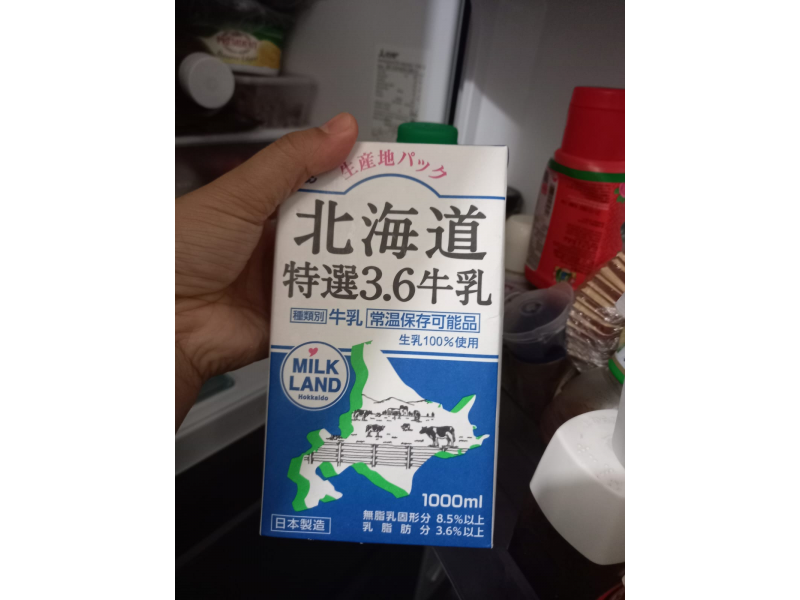 生産地パック
北海道
特選3.6牛乳
種類別 牛乳 常温保存可能品
生乳100%使用
MILK
LAND
Hokkaido
1000ml
無脂乳固形分 8.5%以上
乳脂肪分 3.6%以上
日本製造